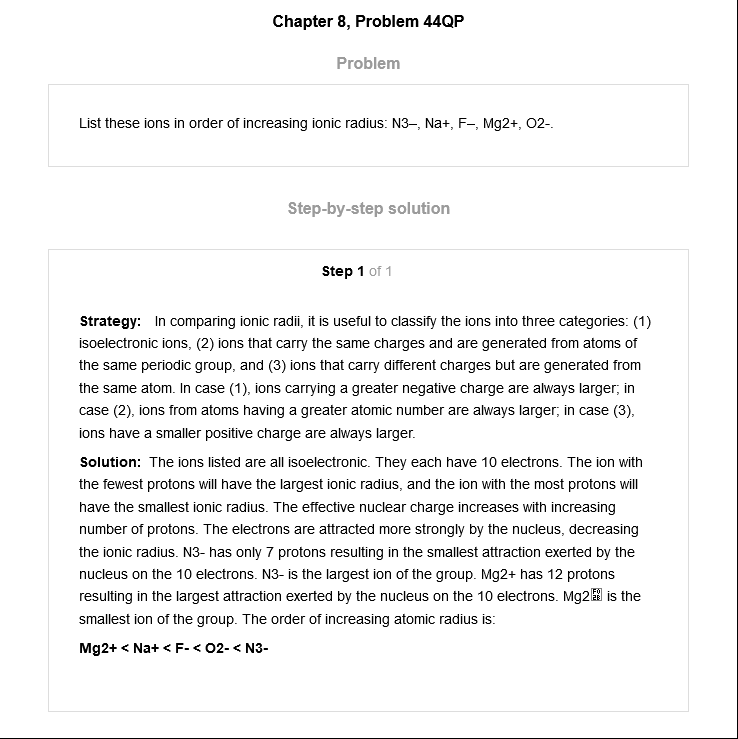 Chapter 8, Problem 44QP
Problem
List these ions in order of increasing ionic radius: N3–, Na+, F–, Mg2+, O2-.
Step-by-step solution
Step 1 of 1
Strategy: In comparing ionic radii, it is useful to classify the ions into three categories: (1)
isoelectronic ions, (2) ions that carry the same charges and are generated from atoms of
the same periodic group, and (3) ions that carry different charges but are generated from
the same atom. In case (1), ions carrying a greater negative charge are always larger; in
case (2), ions from atoms having a greater atomic number are always larger; in case (3),
ions have a smaller positive charge are always larger.
Solution: The ions listed are all isoelectronic. They each have 10 electrons. The ion with
the fewest protons will have the largest ionic radius, and the ion with the most protons will
have the smallest ionic radius. The effective nuclear charge increases with increasing
number of protons. The electrons are attracted more strongly by the nucleus, decreasing
the ionic radius. N3- has only 7 protons resulting in the smallest attraction exerted by the
nucleus on the 10 electrons. N3- is the largest ion of the group. Mg2+ has 12 protons
resulting in the largest attraction exerted by the nucleus on the 10 electrons. Mg2 is the
smallest ion of the group. The order of increasing atomic radius is:
Mg2+ < Na+ < F- < O2- < N3-